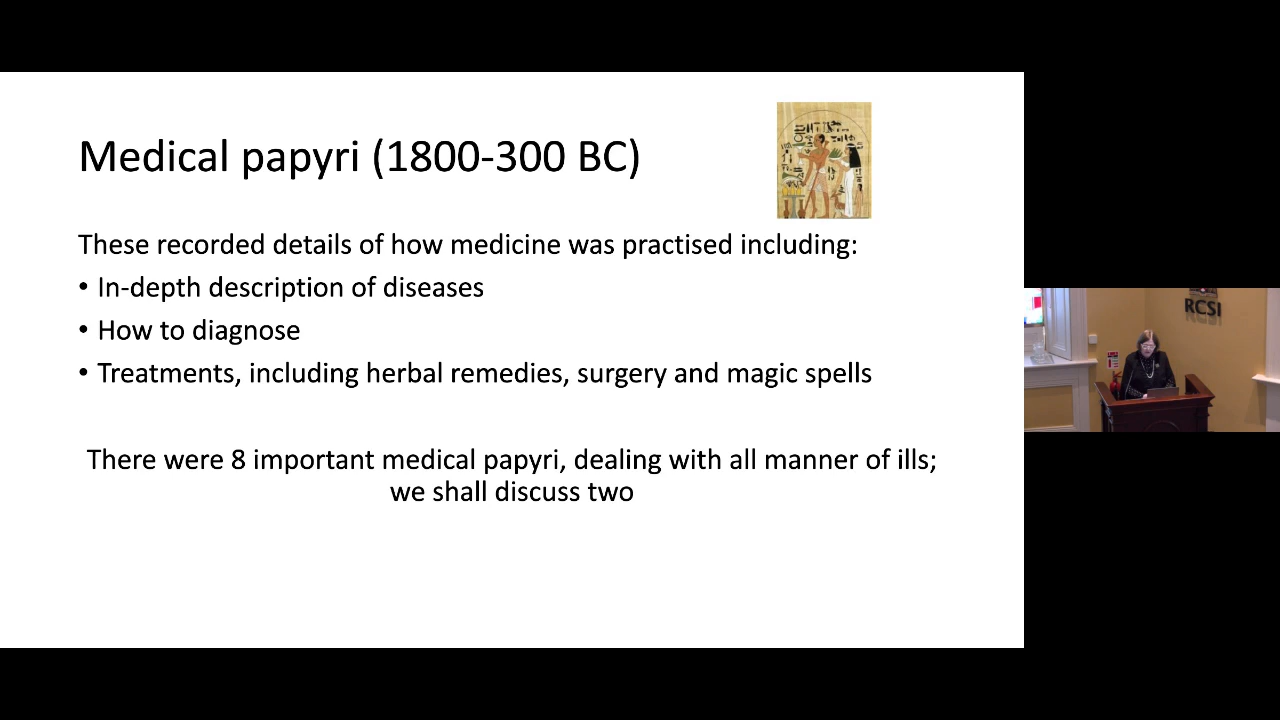 Medical papyri (1800-300 BC)
These recorded details of how medicine was practised including:
• In-depth description of diseases
• How to diagnose
• Treatments, including herbal remedies, surgery and magic spells
There were 8 important medical papyri, dealing with all manner of ills;
we shall discuss two
RCSI